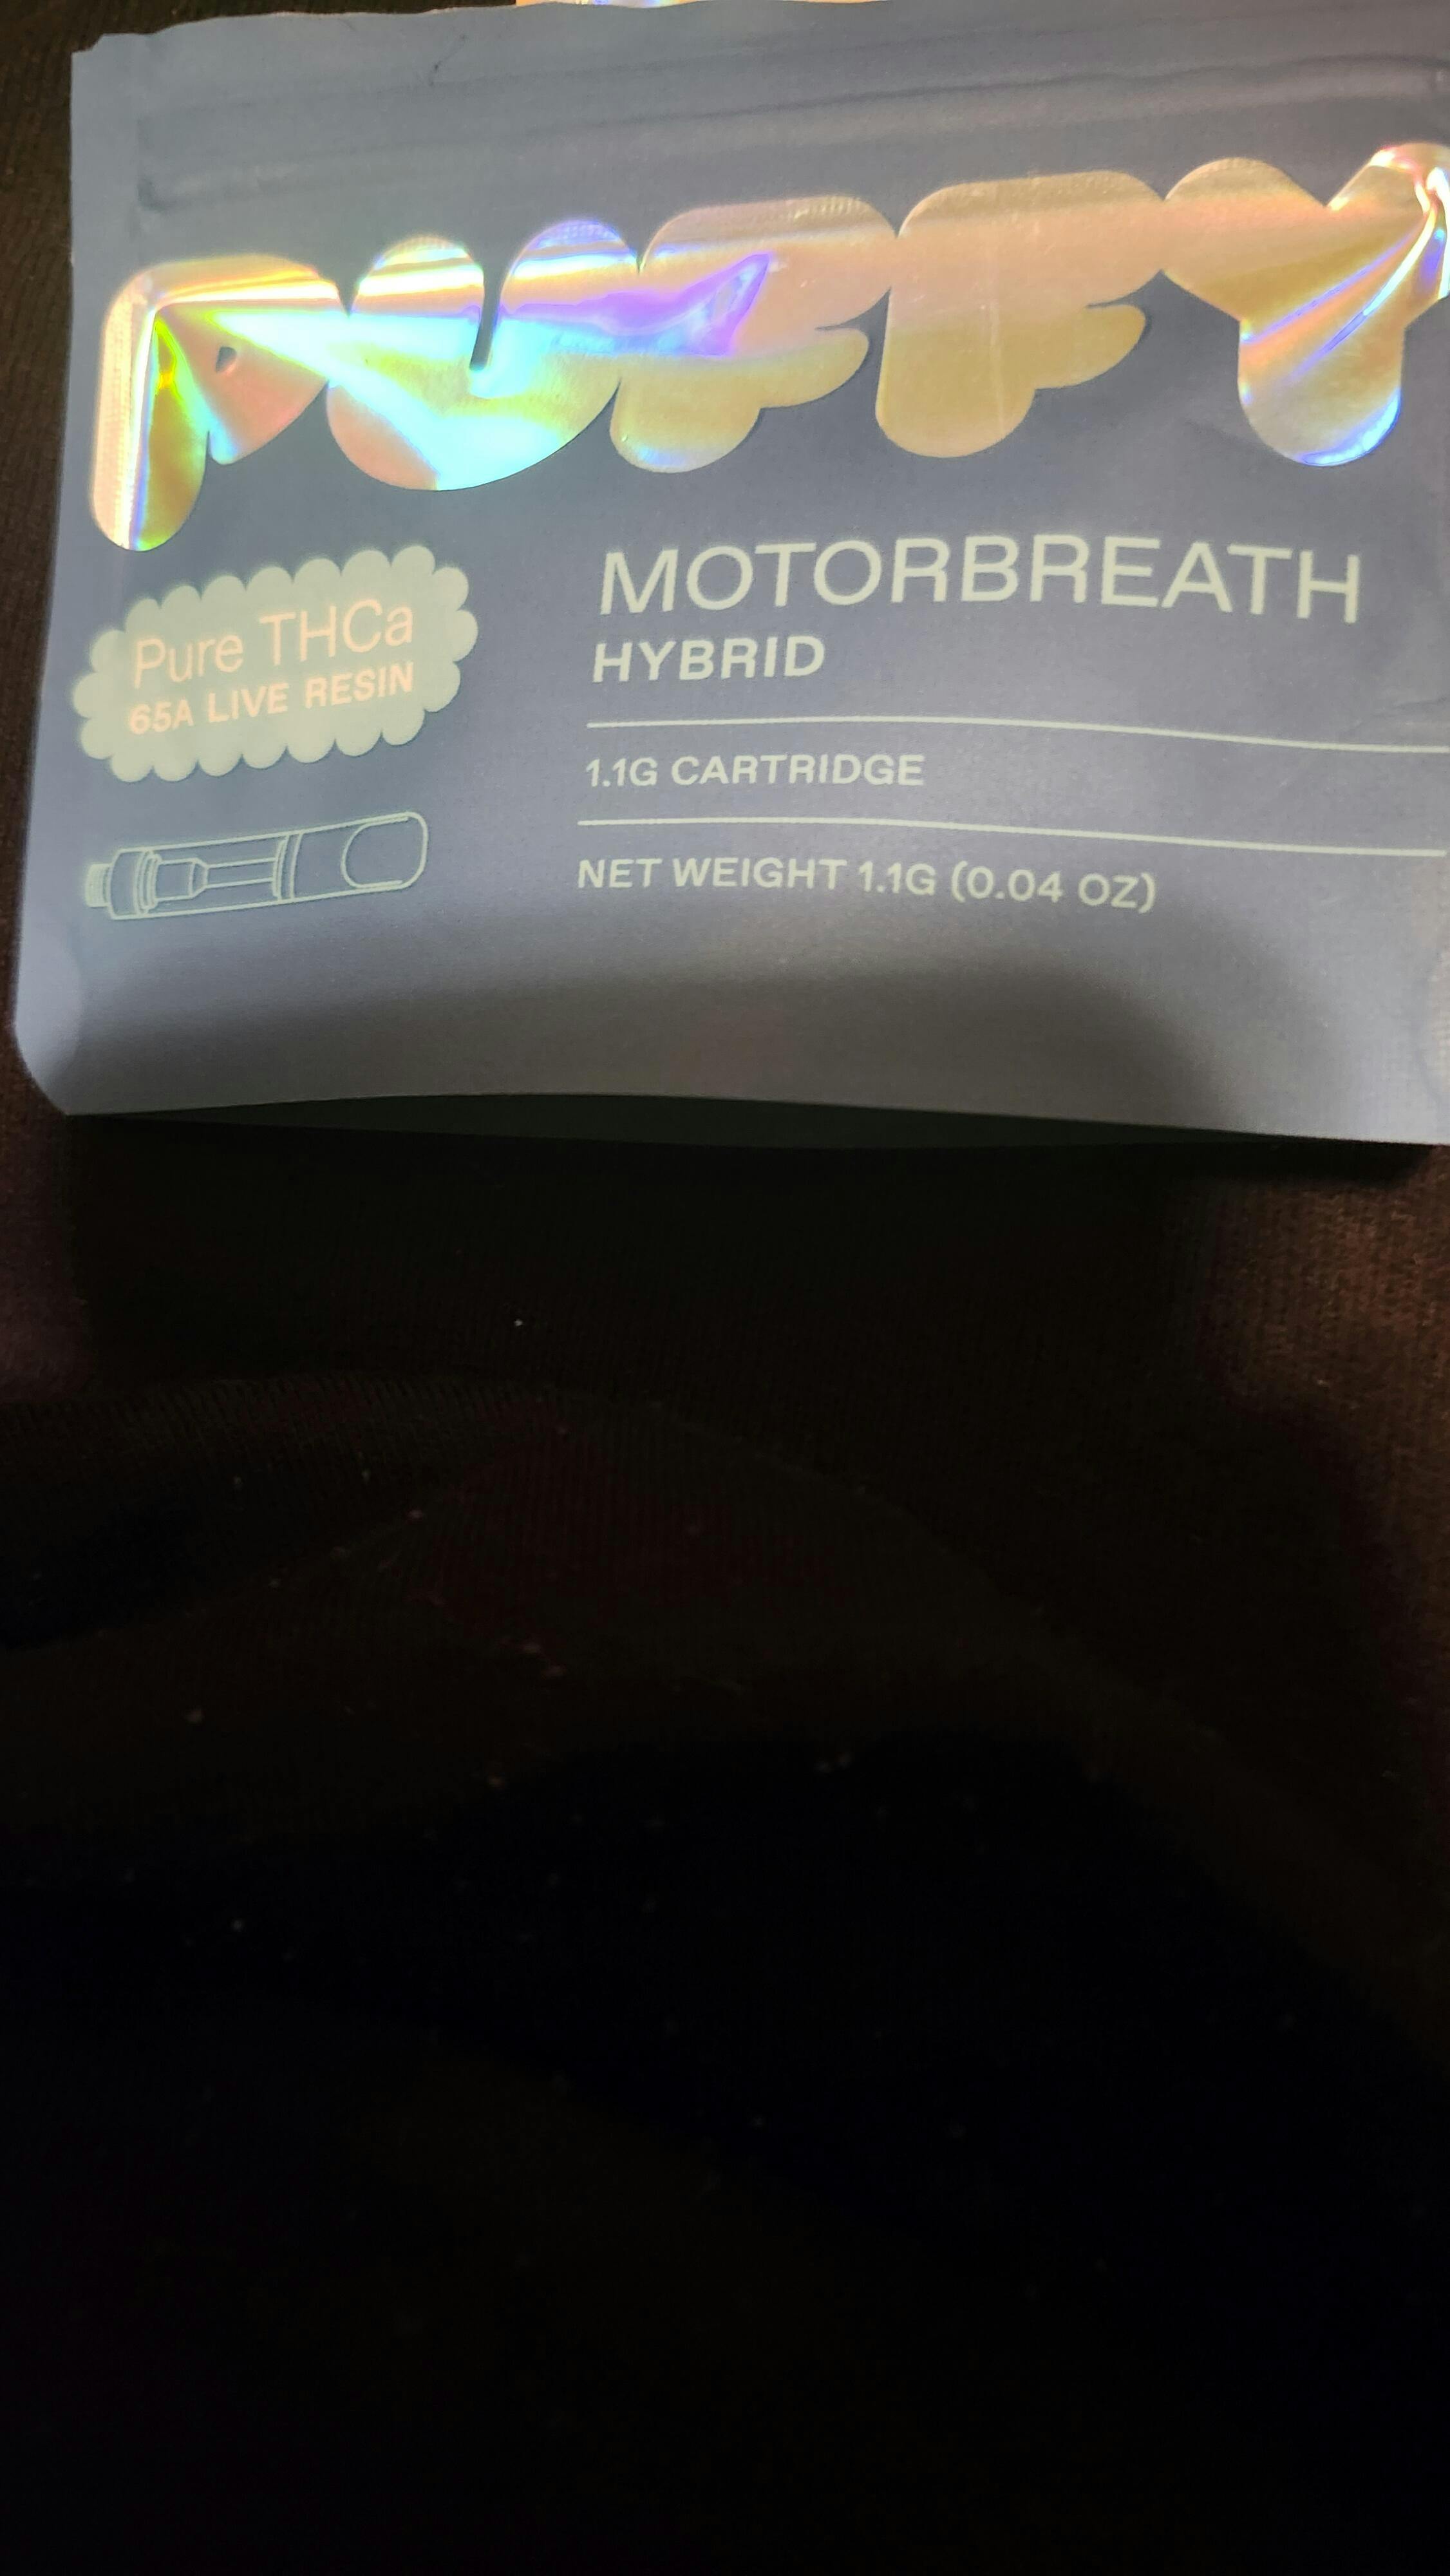 PUFFY
Pure THCa
65A LIVE RESIN
MOTORBREATH
HYBRID
1.1G CARTRIDGE
NET WEIGHT 1.1G (0.04 OZ)